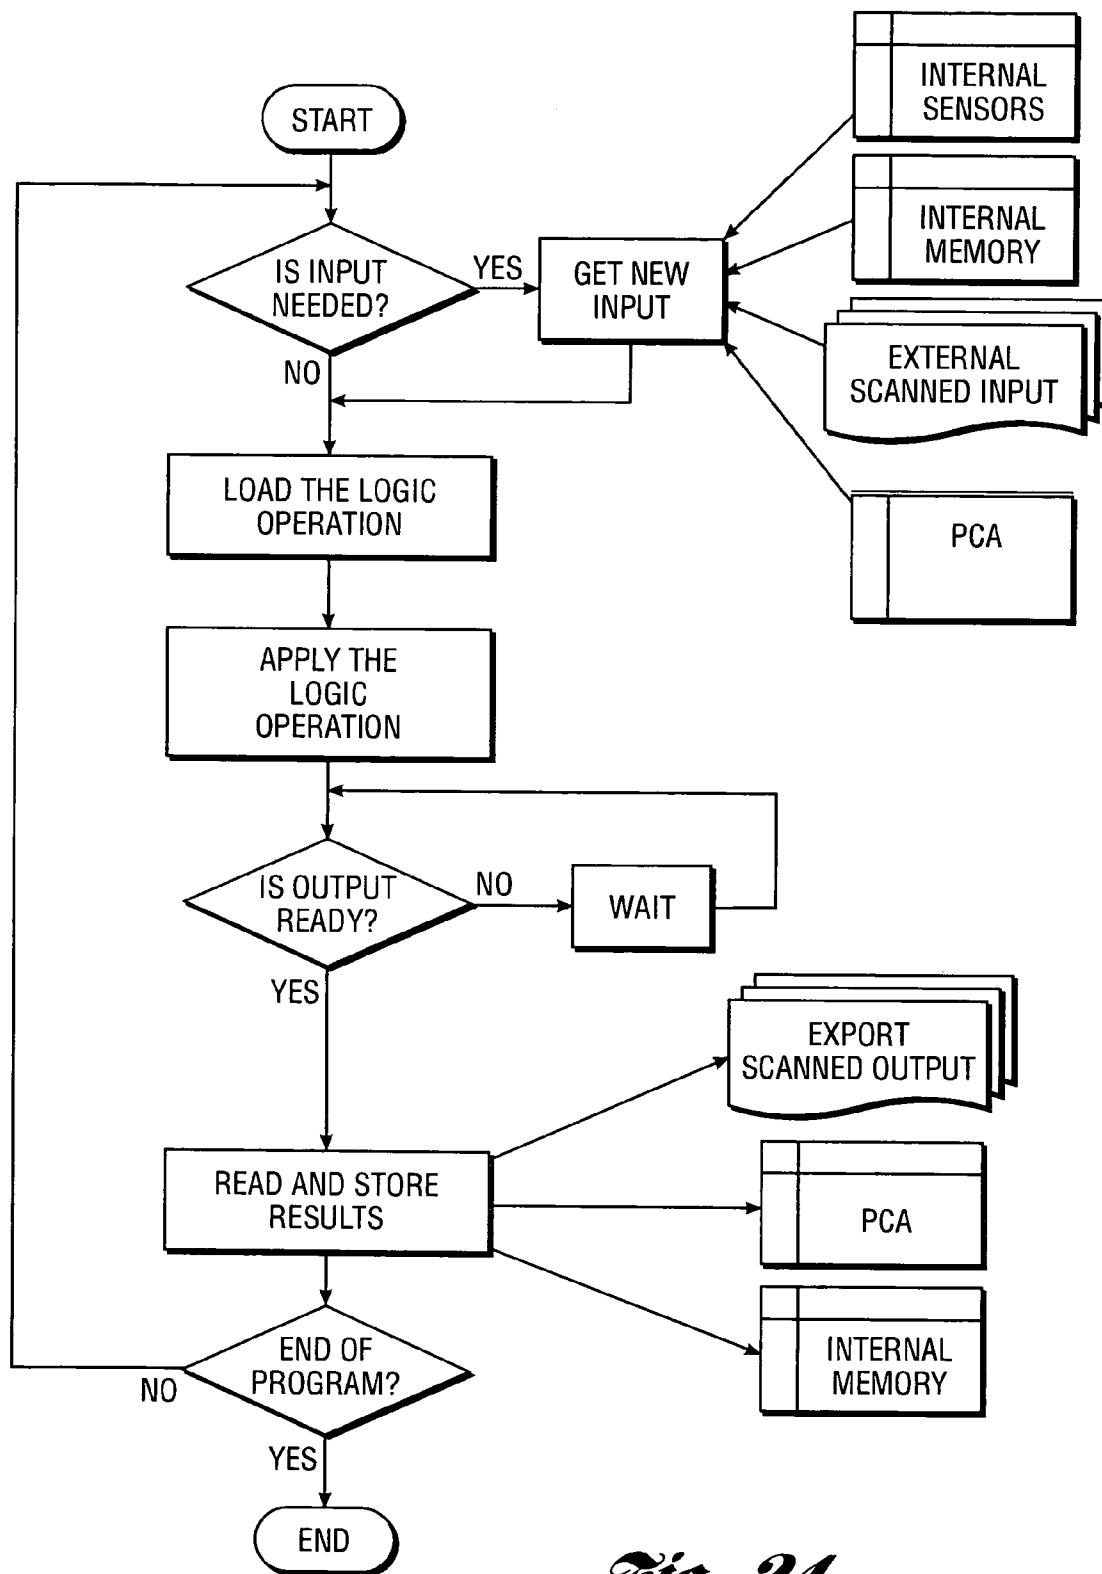 START
INTERNAL
SENSORS
INTERNAL
MEMORY
IS INPUT
NEEDED?
YES
GET NEW
INPUT
NO
EXTERNAL
SCANNED INPUT
LOAD THE LOGIC
OPERATION
PCA
APPLY THE
LOGIC
OPERATION
IS OUTPUT
READY?
NO
WAIT
YES
EXPORT
SCANNED OUTPUT
READ AND STORE
RESULTS
PCA
END OF
PROGRAM?
NO
INTERNAL
MEMORY
YES
END